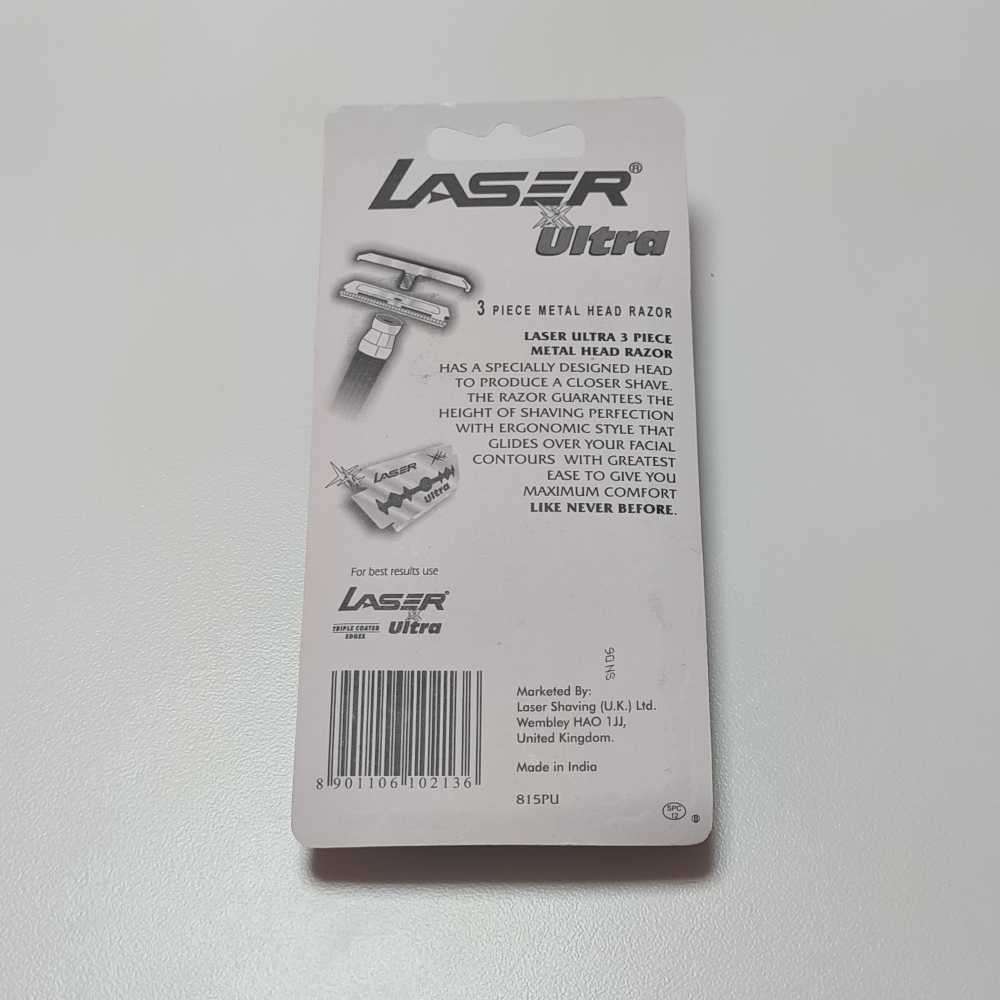 LASER®
Ultra
3 PIECE METAL HEAD RAZOR
LASER ULTRA 3 PIECE
METAL HEAD RAZOR
HAS A SPECIALLY DESIGNED HEAD
TO PRODUCE A CLOSER SHAVE.
THE RAZOR GUARANTEES THE
HEIGHT OF SHAVING PERFECTION
WITH ERGONOMIC STYLE THAT
GLIDES OVER YOUR FACIAL
CONTOURS WITH GREATEST
EASE TO GIVE YOU
MAXIMUM COMFORT
LIKE NEVER BEFORE.
LASER
Ultra
For best results use
LASER®
TRIPLE COATED
EDGES
Ultra
8 901106 102136
Marketed By:
Laser Shaving (U.K.) Ltd.
Wembley HAO 1JJ,
United Kingdom.
Made in India
815PU
SPC
12